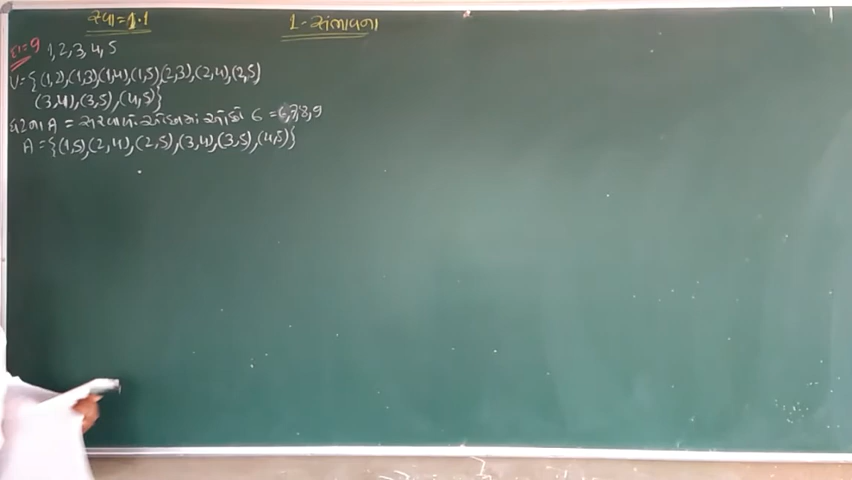 સ્વા=1.1
1-સંભાવના
દા=9 1,2,3,4,5
U={(1,2),(1,3)(1,4),(1,5)(2,3),(2,4),(2,5)
(3,4),(3,5),(4,5)}
ઘટના A = સરવાળો ઓછામાં ઓછો 6 = 6,7,8,9
A={(1,5),(2,4),(2,5),(3,4),(3,5),(4,5)}